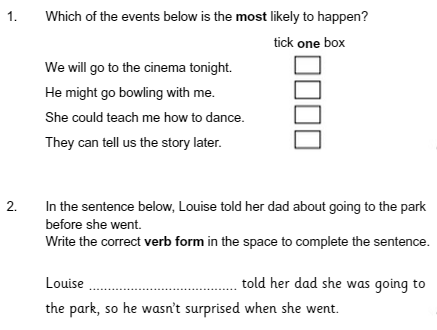 1. Which of the events below is the most likely to happen?
tick one box
We will go to the cinema tonight.
He might go bowling with me.
She could teach me how to dance.
They can tell us the story later.
2. In the sentence below, Louise told her dad about going to the park
before she went.
Write the correct verb form in the space to complete the sentence.
Louise ....................................... told her dad she was going to
the park, so he wasn't surprised when she went.